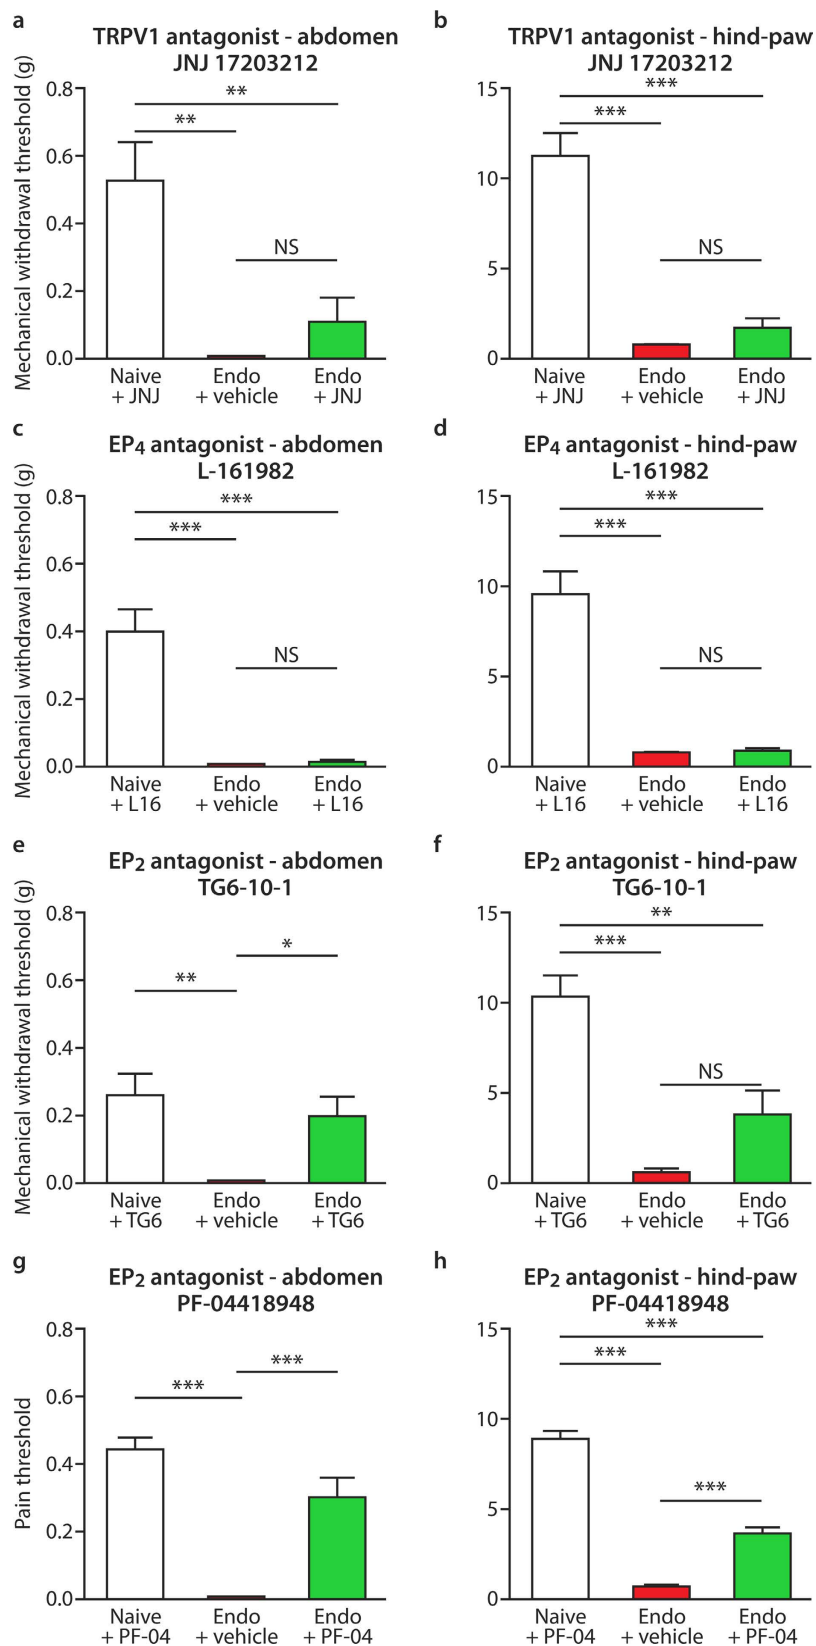 a
TRPV1 antagonist - abdomen
JNJ 17203212
Mechanical withdrawal threshold (g)
0.8
0.6
0.4
0.2
0.0
**
**
NS
Naive
+ JNJ
Endo
+ vehicle
Endo
+ JNJ
b
TRPV1 antagonist - hind-paw
JNJ 17203212
15
10
5
0
***
***
NS
Naive
+ JNJ
Endo
+ vehicle
Endo
+ JNJ
c
EP4 antagonist - abdomen
L-161982
Mechanical withdrawal threshold (g)
0.8
0.6
0.4
0.2
0.0
***
***
NS
Naive
+ L16
Endo
+ vehicle
Endo
+ L16
d
EP4 antagonist - hind-paw
L-161982
15
10
5
0
***
***
NS
Naive
+ L16
Endo
+ vehicle
Endo
+ L16
e
EP2 antagonist - abdomen
TG6-10-1
Mechanical withdrawal threshold (g)
0.8
0.6
0.4
0.2
0.0
*
**
Naive
+ TG6
Endo
+ vehicle
Endo
+ TG6
f
EP2 antagonist - hind-paw
TG6-10-1
15
10
5
0
**
***
NS
Naive
+ TG6
Endo
+ vehicle
Endo
+ TG6
g
EP2 antagonist - abdomen
PF-04418948
Pain threshold
0.8
0.6
0.4
0.2
0.0
***
***
Naive
+ PF-04
Endo
+ vehicle
Endo
+ PF-04
h
EP2 antagonist - hind-paw
PF-04418948
15
10
5
0
***
***
***
Naive
+ PF-04
Endo
+ vehicle
Endo
+ PF-04